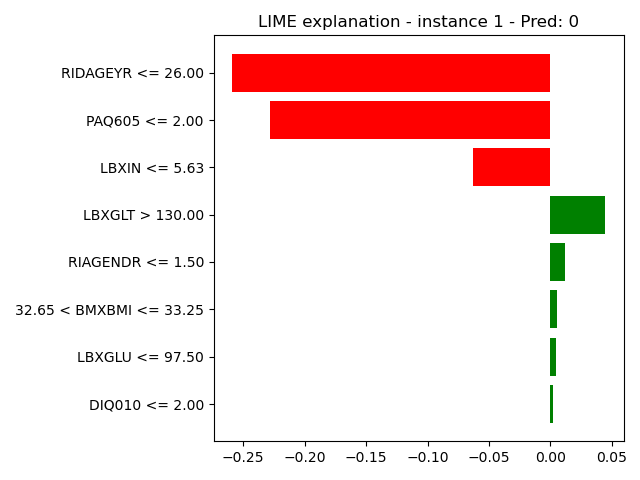 LIME explanation - instance 1 - Pred: 0
RIDAGEYR <= 26.00
PAQ605 <= 2.00
LBXIN <= 5.63
LBXGLT > 130.00
RIAGENDR <= 1.50
32.65 < BMXBMI <= 33.25
LBXGLU <= 97.50
DIQ010 <= 2.00
−0.25 −0.20 −0.15 −0.10 −0.05 0.00 0.05